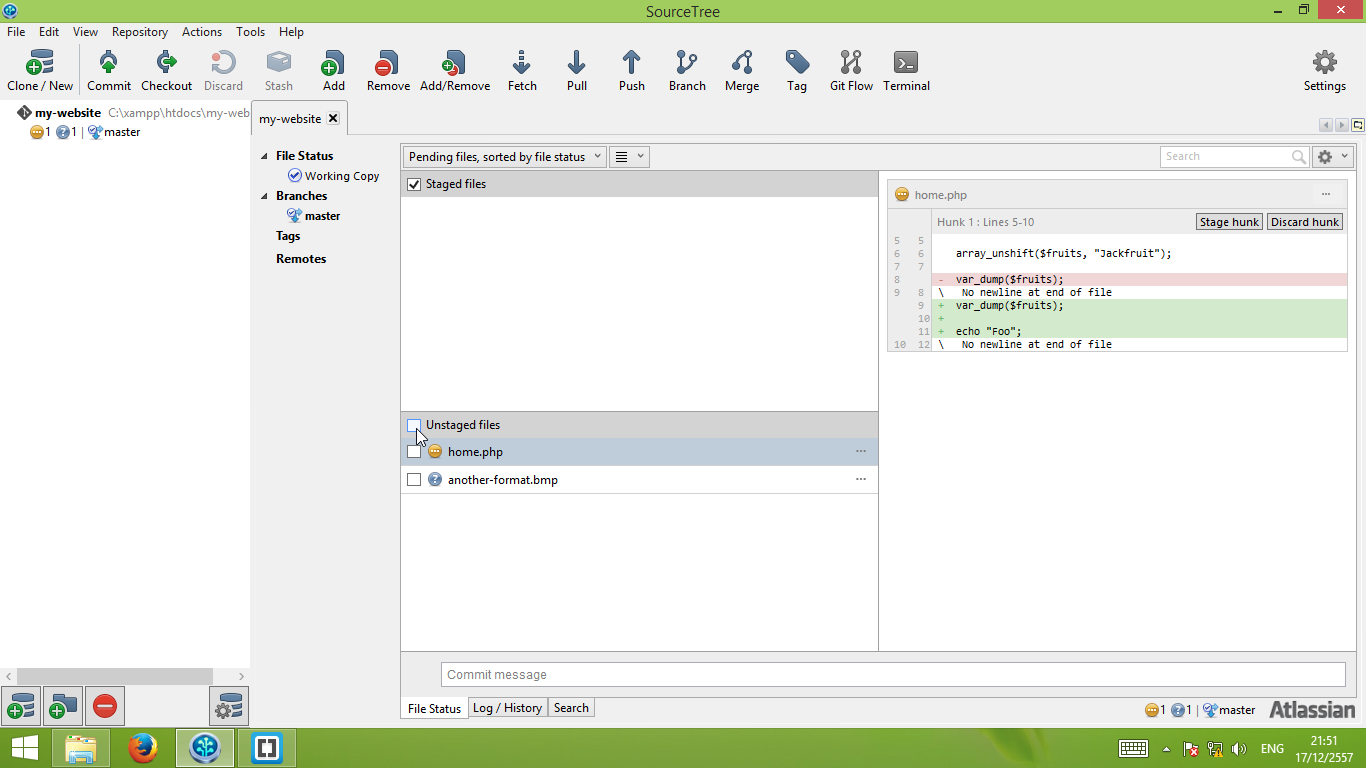 SourceTree
File Edit View Repository Actions Tools Help
Clone / New Commit Checkout Discard Stash Add Remove Add/Remove Fetch Pull Push Branch Merge Tag Git Flow Terminal Settings
my-website C:\xampp\htdocs\my-web
1 1 | master
my-website
File Status
Working Copy
Branches
master
Tags
Remotes
Pending files, sorted by file status
Search
Staged files
Unstaged files
home.php
another-format.bmp
home.php
Hunk 1 : Lines 5-10 Stage hunk Discard hunk
5 5
6 6 array_unshift($fruits, "Jackfruit");
7 7
8 - var_dump($fruits);
9 8 \ No newline at end of file
9 + var_dump($fruits);
10 +
11 + echo "Foo";
10 12 \ No newline at end of file
Commit message
File Status Log / History Search
1 1 | master Atlassian
ENG
21:51
17/12/2557